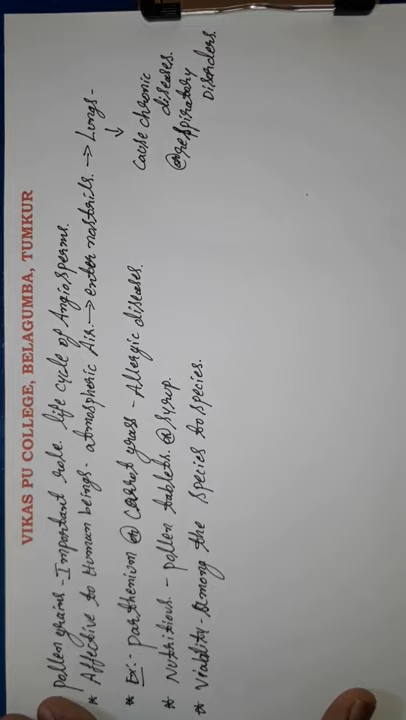 VIKAS PU COLLEGE, BELAGUMBA, TUMKUR
Pollen grains - Important role life cycle of Angiosperms.
* Affective to Human beings - atmospheric Air. → enter nostorils. → Lungs -
↓
cause chronic
diseases.
@ respiratory
Disorders
* Ex:- parthenium @ carrot grass - Allergic diseases.
* Nutritious. - pollen tablets. @ syrop.
* Viability - Among the species to species.